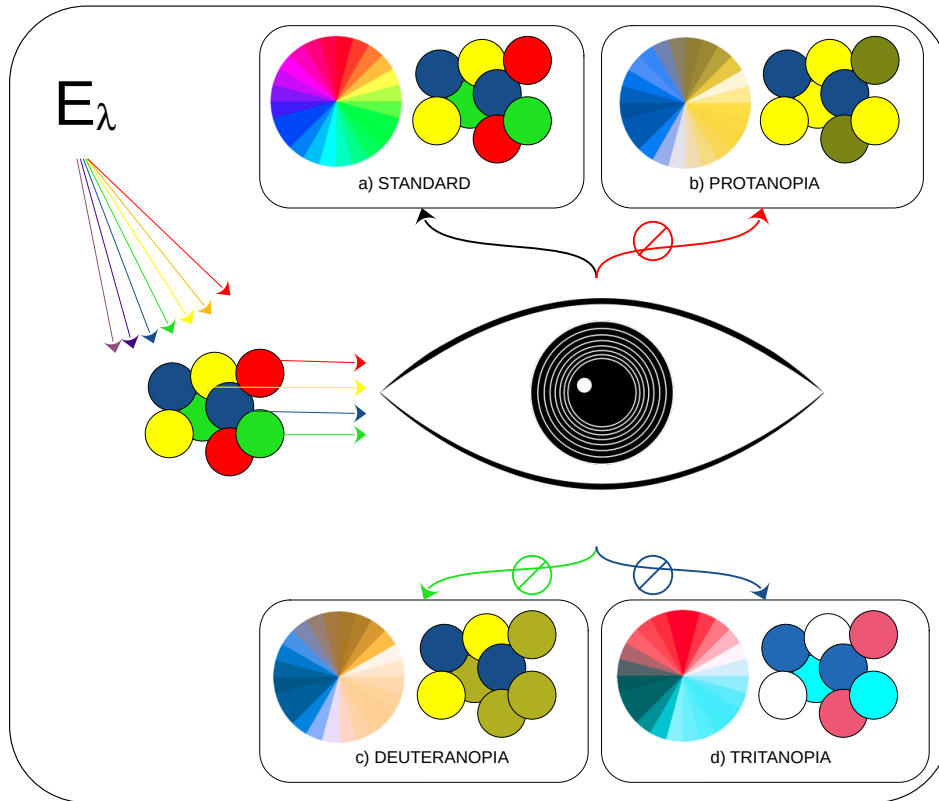 Eλ
a) STANDARD
b) PROTANOPIA
c) DEUTERANOPIA
d) TRITANOPIA